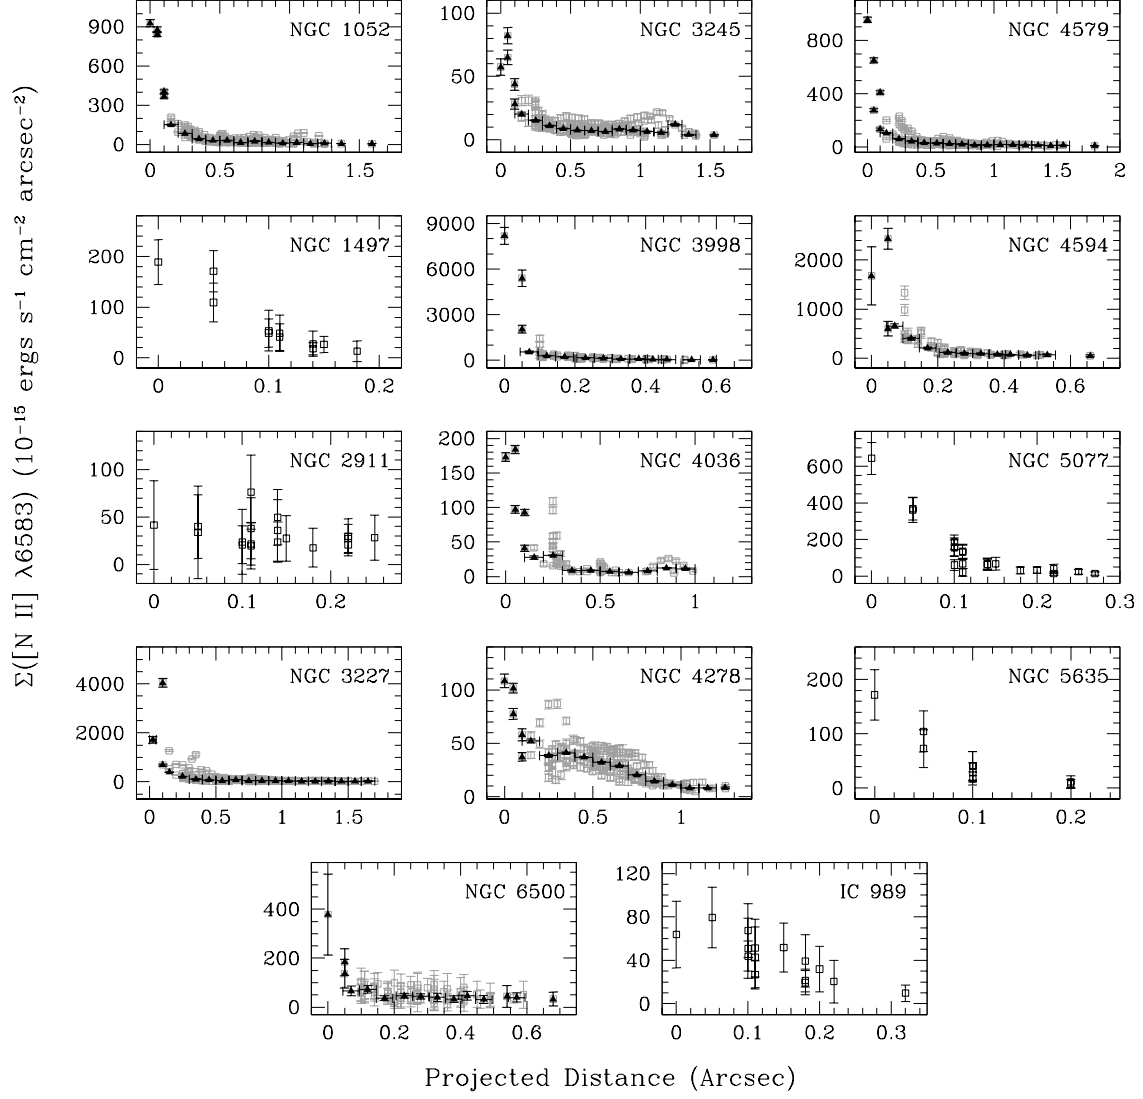 Σ([N II] λ6583) (10⁻¹⁵ ergs s⁻¹ cm⁻² arcsec⁻²)
NGC 1052
900
600
300
0
0 0.5 1 1.5
NGC 3245
100
50
0
0 0.5 1 1.5
NGC 4579
800
400
0
0 0.5 1 1.5 2
NGC 1497
200
100
0
0 0.1 0.2
NGC 3998
9000
6000
3000
0
0 0.2 0.4 0.6
NGC 4594
2000
1000
0
0 0.2 0.4 0.6
NGC 2911
100
50
0
0 0.1 0.2
NGC 4036
200
150
100
50
0
0 0.5 1
NGC 5077
600
400
200
0
0 0.1 0.2 0.3
NGC 3227
4000
2000
0
0 0.5 1 1.5
NGC 4278
100
50
0
0 0.5 1
NGC 5635
200
100
0
0 0.1 0.2
NGC 6500
400
200
0
0 0.2 0.4 0.6
IC 989
120
80
40
0
0 0.1 0.2 0.3
Projected Distance (Arcsec)